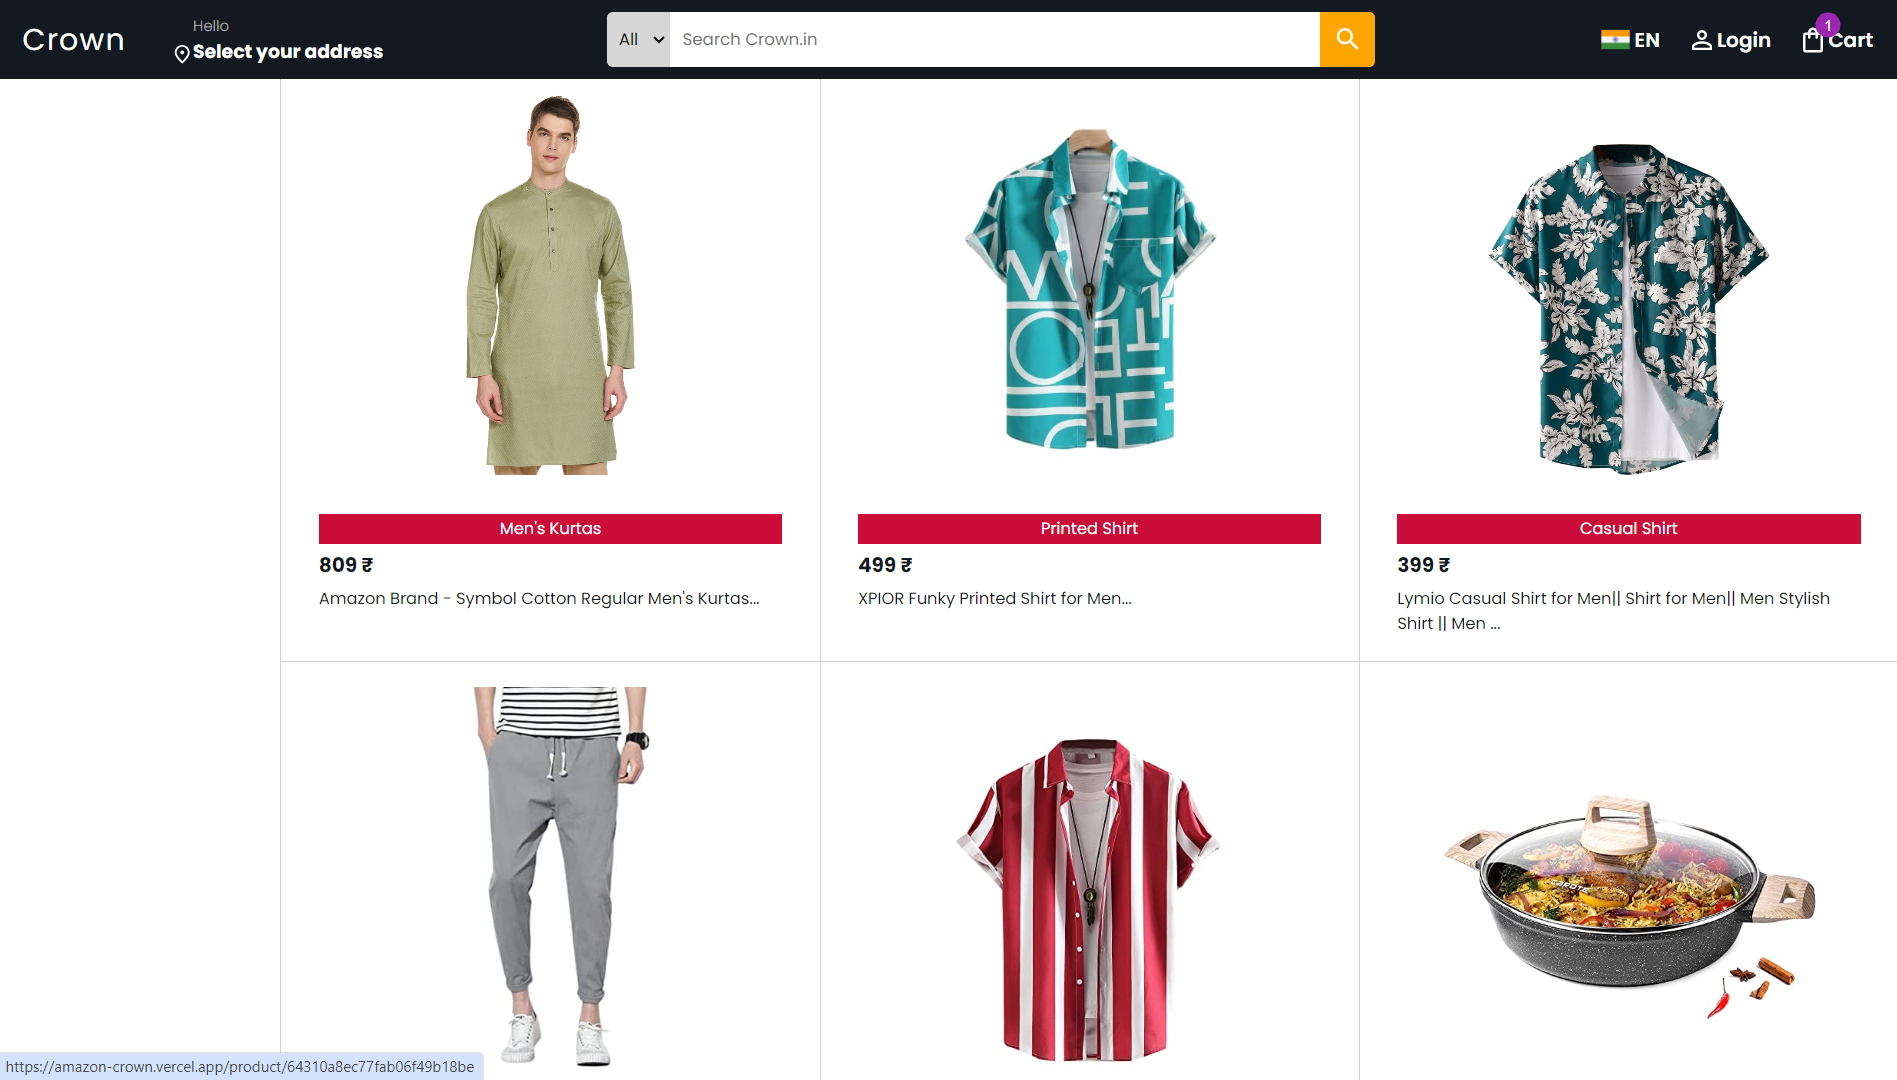 Crown
Hello
Select your address
All
Search Crown.in
EN
Login
1
Cart
Men's Kurtas
809 ₹
Amazon Brand - Symbol Cotton Regular Men's Kurtas...
Printed Shirt
499 ₹
XPIOR Funky Printed Shirt for Men...
Casual Shirt
399 ₹
Lymio Casual Shirt for Men|| Shirt for Men|| Men Stylish
Shirt || Men ...
CAROTE
https://amazon-crown.vercel.app/product/64310a8ec77fab06f49b18be